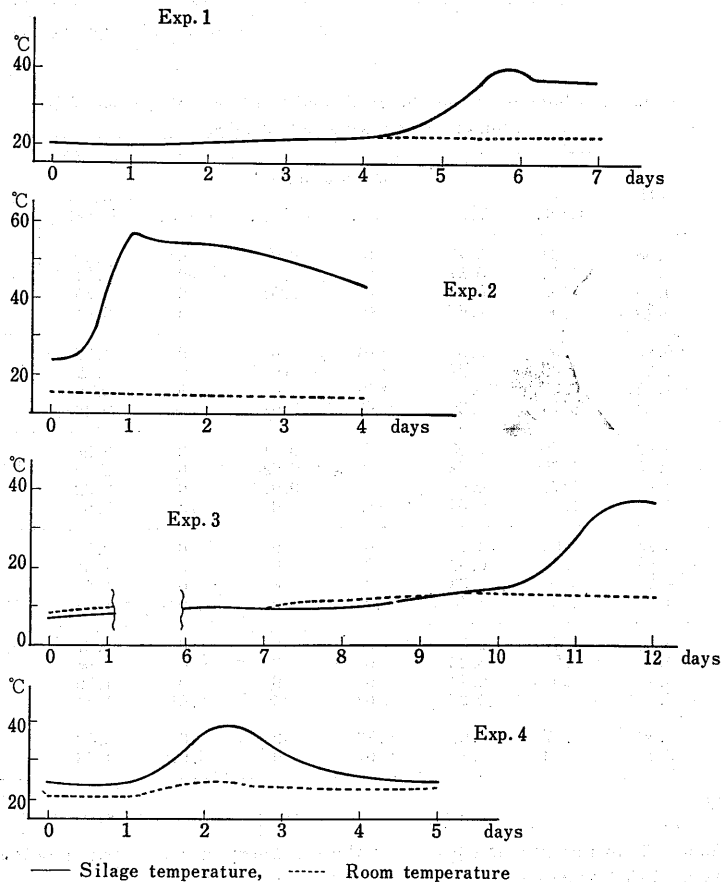 Exp. 1
°C
40
20
0 1 2 3 4 5 6 7 days
°C
60
40
20
Exp. 2
0 1 2 3 4 days
°C
40
Exp. 3
20
0
0 1 6 7 8 9 10 11 12 days
°C
40
Exp. 4
20
0 1 2 3 4 5 days
Silage temperature, Room temperature